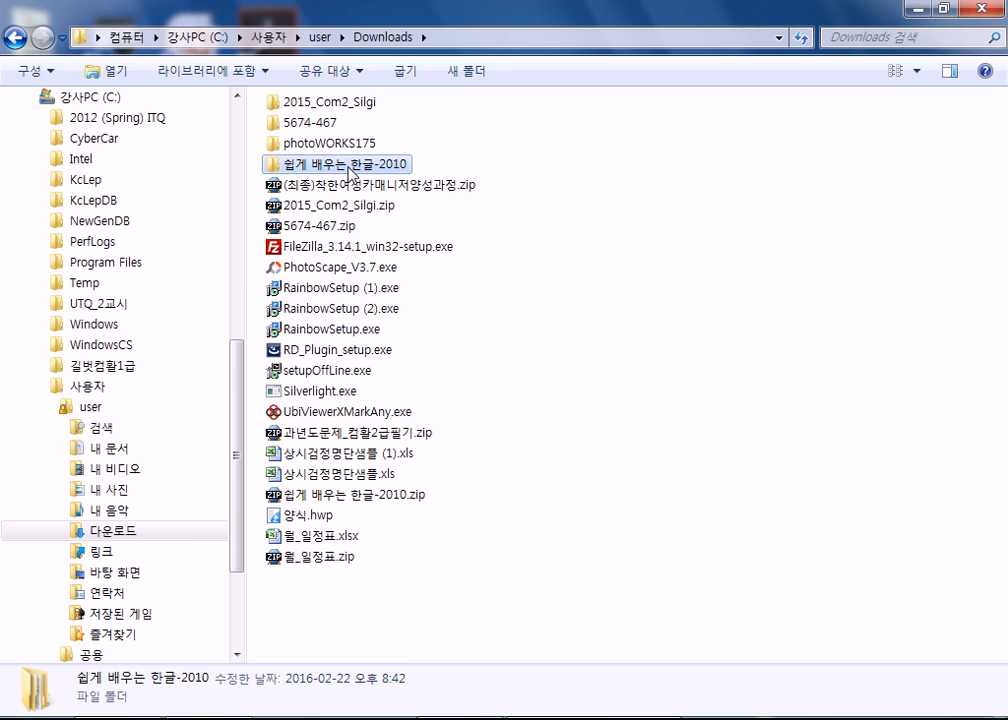 컴퓨터 강사PC (C:) 사용자 user Downloads
Downloads 검색
구성 열기 라이브러리에 포함 공유 대상 굽기 새 폴더
강사PC (C:)
2012 (Spring) ITQ
CyberCar
Intel
KcLep
KcLepDB
NewGenDB
PerfLogs
Program Files
Temp
UTQ_2교시
Windows
WindowsCS
길벗컴활1급
사용자
user
검색
내 문서
내 비디오
내 사진
내 음악
다운로드
링크
바탕 화면
연락처
저장된 게임
즐겨찾기
공용
2015_Com2_Silgi
5674-467
photoWORKS175
쉽게 배우는 한글-2010
(최종)착한여성카매니저양성과정.zip
2015_Com2_Silgi.zip
5674-467.zip
FileZilla_3.14.1_win32-setup.exe
PhotoScape_V3.7.exe
RainbowSetup (1).exe
RainbowSetup (2).exe
RainbowSetup.exe
RD_Plugin_setup.exe
setupOffLine.exe
Silverlight.exe
UbiViewerXMarkAny.exe
과년도문제_컴활2급필기.zip
상시검정명단샘플 (1).xls
상시검정명단샘플.xls
쉽게 배우는 한글-2010.zip
양식.hwp
월_일정표.xlsx
월_일정표.zip
쉽게 배우는 한글-2010 수정한 날짜: 2016-02-22 오후 8:42
파일 폴더